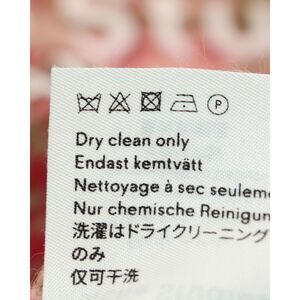 Dry clean only
Endast kemtvätt
Nettoyage à sec seuleme
Nur chemische Reinigun
洗濯はドライクリーニング
のみ
仅可干洗